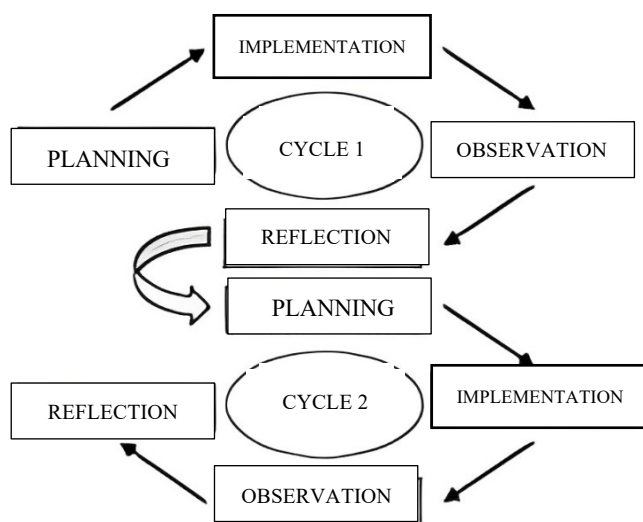 IMPLEMENTATION
PLANNING
CYCLE 1
OBSERVATION
REFLECTION
PLANNING
REFLECTION
CYCLE 2
IMPLEMENTATION
OBSERVATION